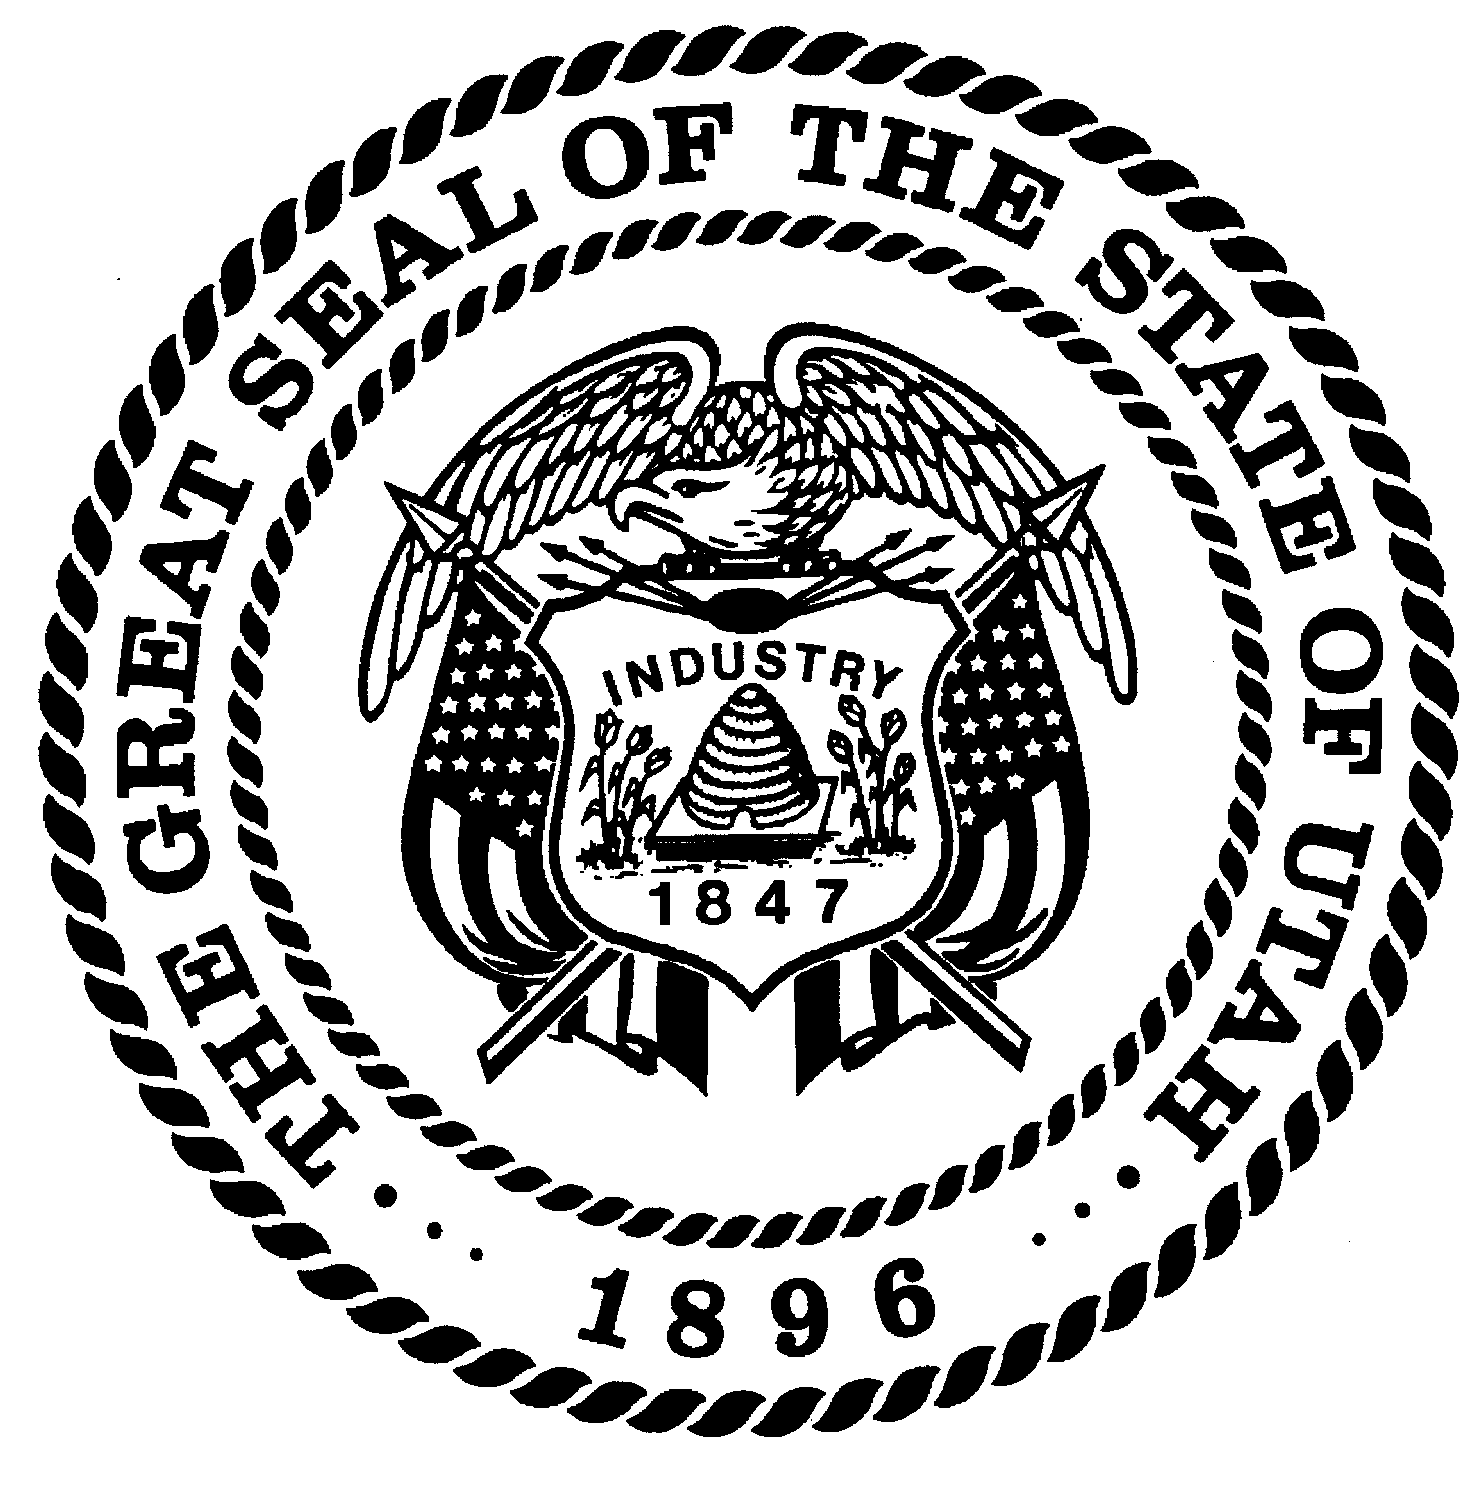 THE GREAT SEAL OF THE STATE OF UTAH
INDUSTRY
1847
1896